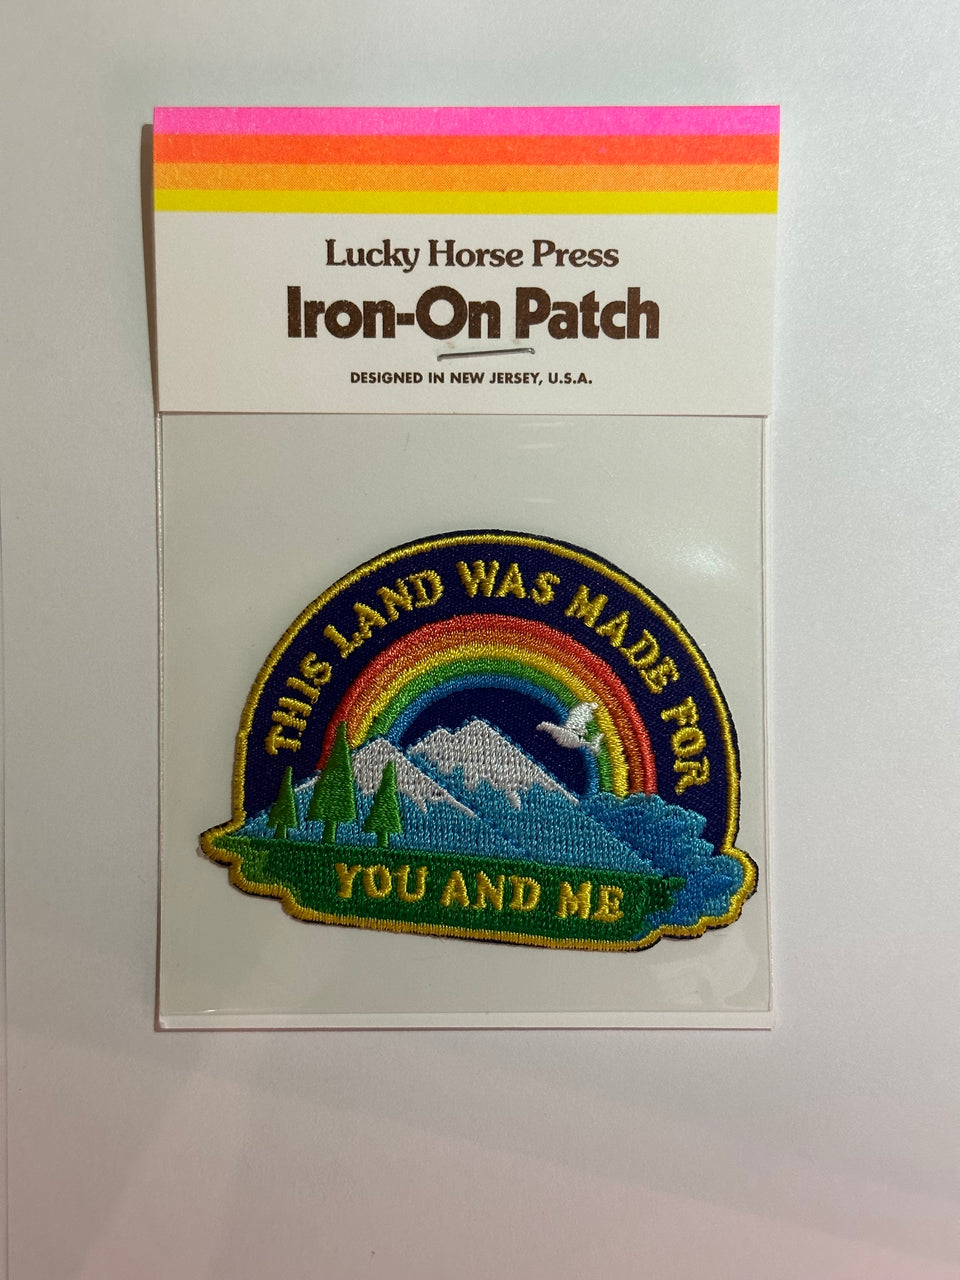 Lucky Horse Press
Iron-On Patch
DESIGNED IN NEW JERSEY, U.S.A.
THIS LAND WAS MADE FOR
YOU AND ME